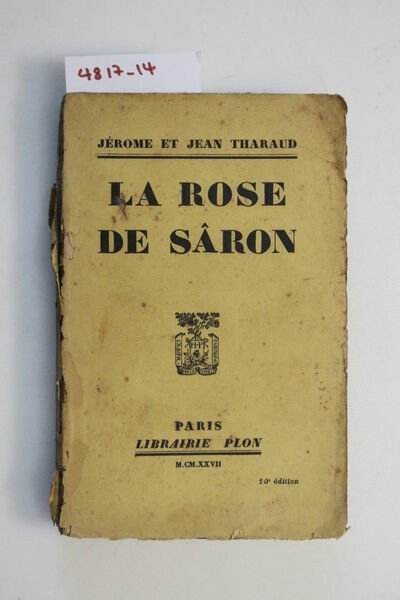 4817-14
JÉROME ET JEAN THARAUD
LA ROSE
DE SÂRON
PARIS
LIBRAIRIE PLON
M.CM.XXVII
10e édition